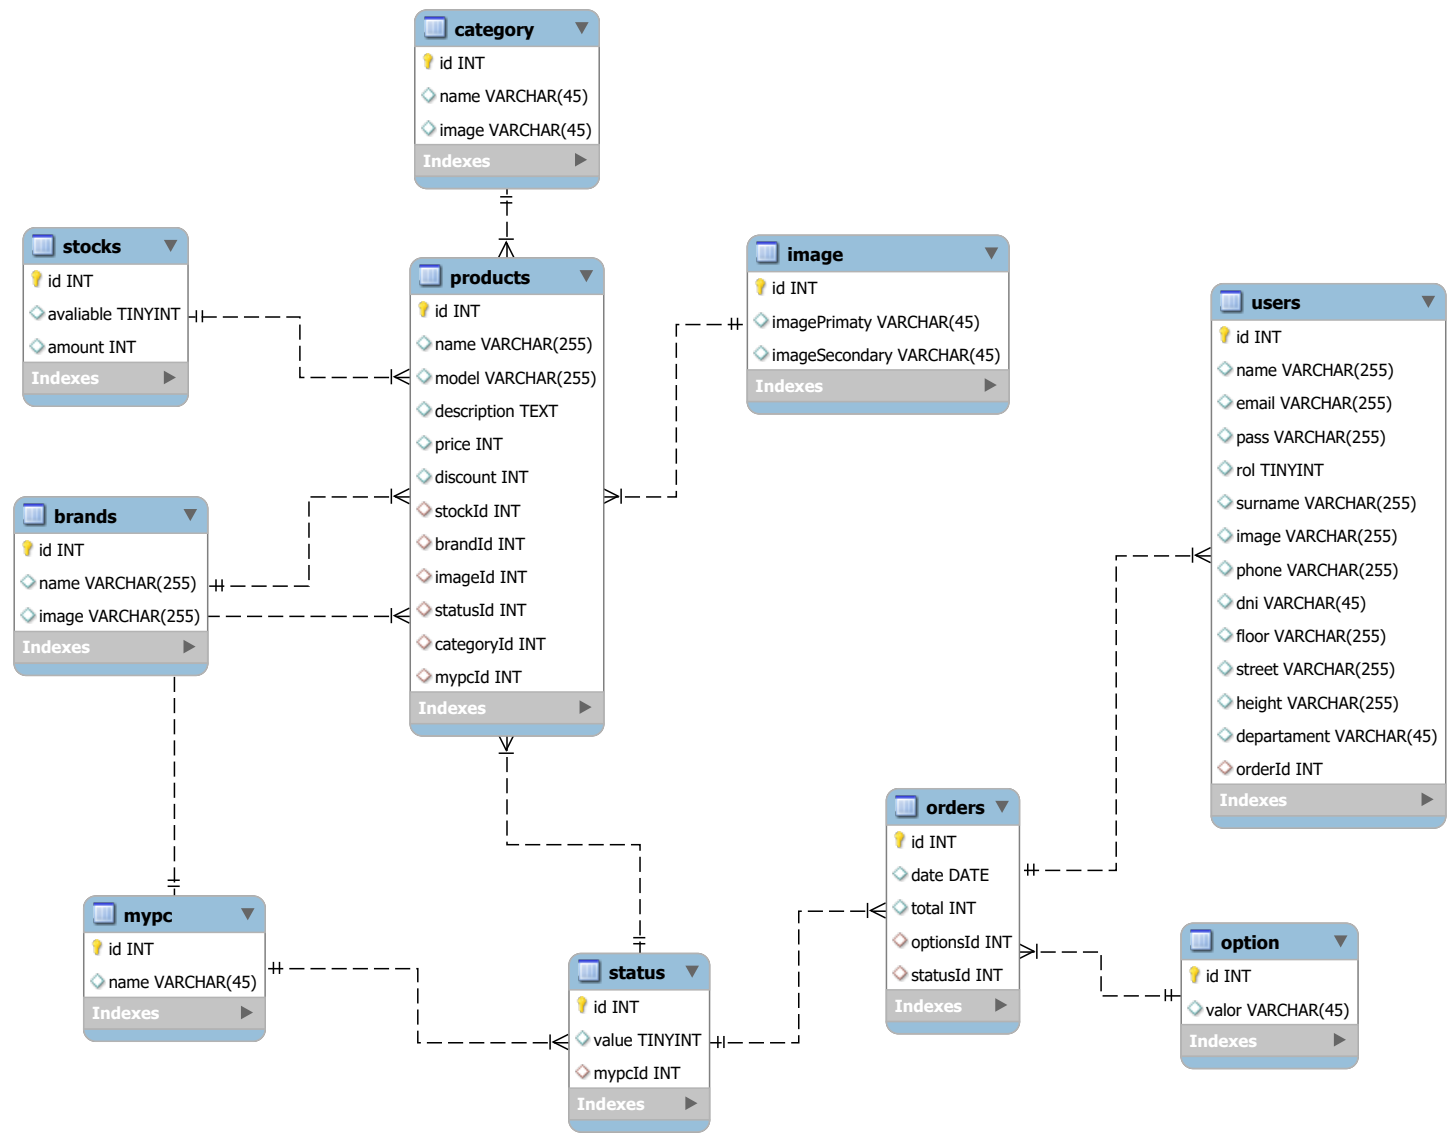 category
id INT
name VARCHAR(45)
image VARCHAR(45)
Indexes
stocks
id INT
avaliable TINYINT
amount INT
Indexes
products
id INT
name VARCHAR(255)
model VARCHAR(255)
description TEXT
price INT
discount INT
stockId INT
brandId INT
imageId INT
statusId INT
categoryId INT
mypcId INT
Indexes
image
id INT
imagePrimaty VARCHAR(45)
imageSecondary VARCHAR(45)
Indexes
users
id INT
name VARCHAR(255)
email VARCHAR(255)
pass VARCHAR(255)
rol TINYINT
surname VARCHAR(255)
image VARCHAR(255)
phone VARCHAR(255)
dni VARCHAR(45)
floor VARCHAR(255)
street VARCHAR(255)
height VARCHAR(255)
departament VARCHAR(45)
orderId INT
Indexes
brands
id INT
name VARCHAR(255)
image VARCHAR(255)
Indexes
mypc
id INT
name VARCHAR(45)
Indexes
status
id INT
value TINYINT
mypcId INT
Indexes
orders
id INT
date DATE
total INT
optionsId INT
statusId INT
Indexes
option
id INT
valor VARCHAR(45)
Indexes